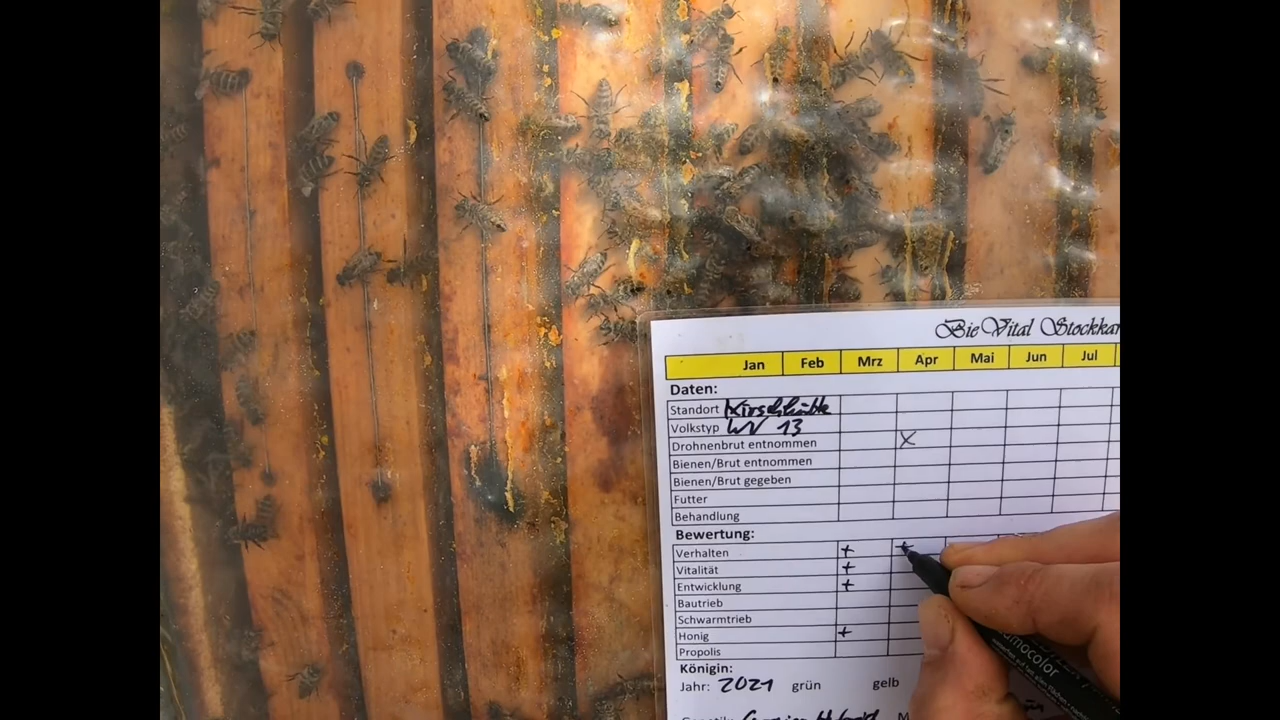 BieVital Stockkar
Jan Feb Mrz Apr Mai Jun Jul
Daten:
Standort
Volkstyp WV 13
Drohnenbrut entnommen X
Bienen/Brut entnommen
Bienen/Brut gegeben
Futter
Behandlung
Bewertung:
Verhalten + +
Vitalität +
Entwicklung +
Bautrieb
Schwarmtrieb
Honig +
Propolis
Königin:
Jahr: 2021 grün gelb
mocolor